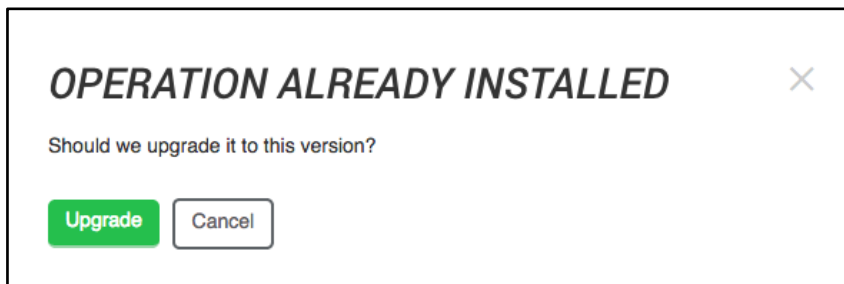 OPERATION ALREADY INSTALLED
Should we upgrade it to this version?
Upgrade Cancel